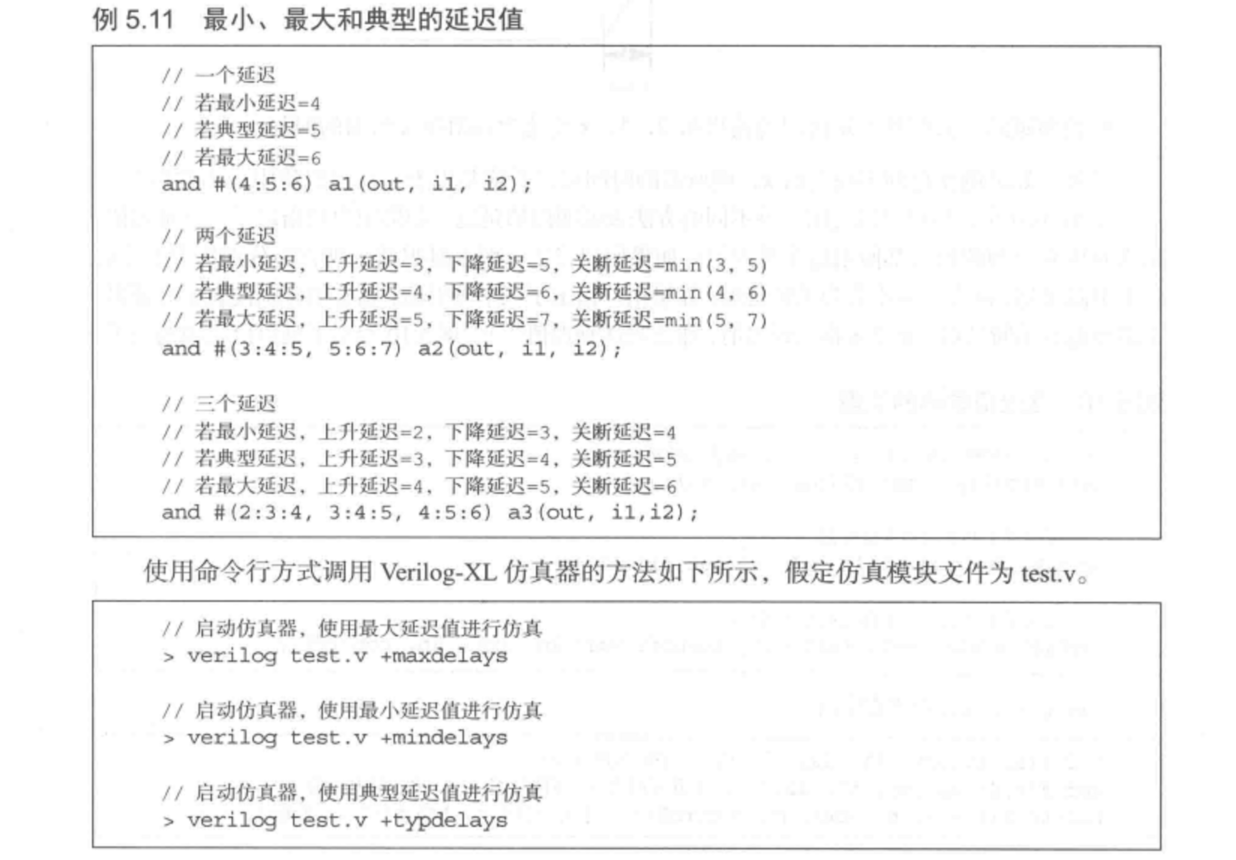 例 5.11 最小、最大和典型的延迟值
// 一个延迟
// 若最小延迟=4
// 若典型延迟=5
// 若最大延迟=6
and #(4:5:6) a1(out, i1, i2);
// 两个延迟
// 若最小延迟，上升延迟=3，下降延迟=5，关断延迟=min(3, 5)
// 若典型延迟，上升延迟=4，下降延迟=6，关断延迟=min(4, 6)
// 若最大延迟，上升延迟=5，下降延迟=7，关断延迟=min(5, 7)
and #(3:4:5, 5:6:7) a2(out, i1, i2);
// 三个延迟
// 若最小延迟，上升延迟=2，下降延迟=3，关断延迟=4
// 若典型延迟，上升延迟=3，下降延迟=4，关断延迟=5
// 若最大延迟，上升延迟=4，下降延迟=5，关断延迟=6
and #(2:3:4, 3:4:5, 4:5:6) a3(out, i1,i2);
使用命令行方式调用 Verilog-XL 仿真器的方法如下所示，假定仿真模块文件为 test.v。
// 启动仿真器，使用最大延迟值进行仿真
> verilog test.v +maxdelays
// 启动仿真器，使用最小延迟值进行仿真
> verilog test.v +mindelays
// 启动仿真器，使用典型延迟值进行仿真
> verilog test.v +typdelays